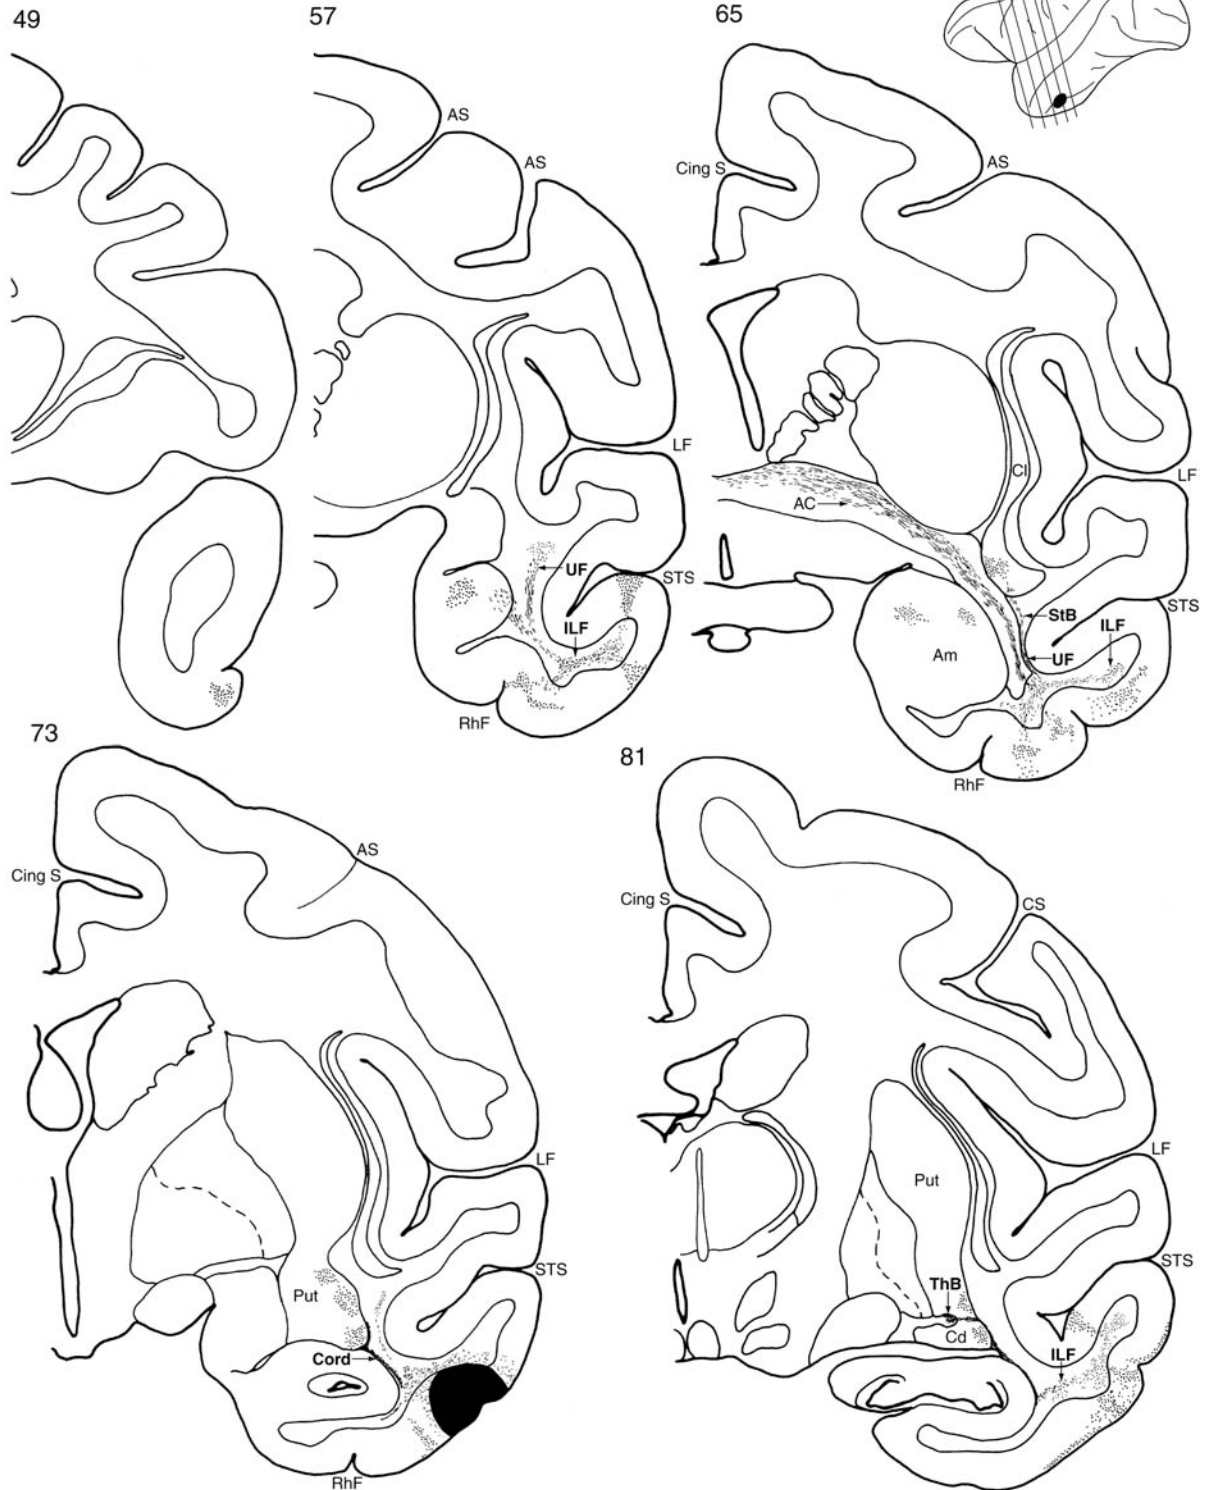 49
57
65
AS
AS
LF
UF
STS
ILF
RhF
Cing S
AS
Cl
LF
AC
StB
STS
ILF
UF
Am
RhF
73
AS
Cing S
LF
STS
Put
Cord
RhF
81
Cing S
CS
LF
Put
STS
ThB
Cd
ILF